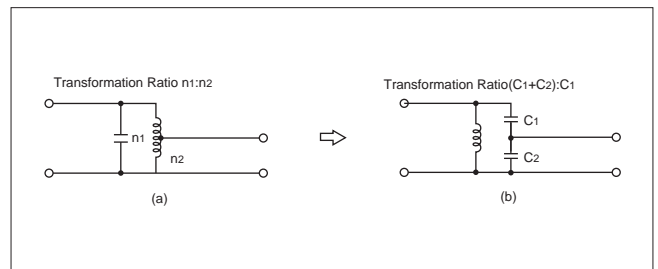 Transformation Ratio n1:n2
n1
n2
(a)
Transformation Ratio(C1+C2):C1
C1
C2
(b)